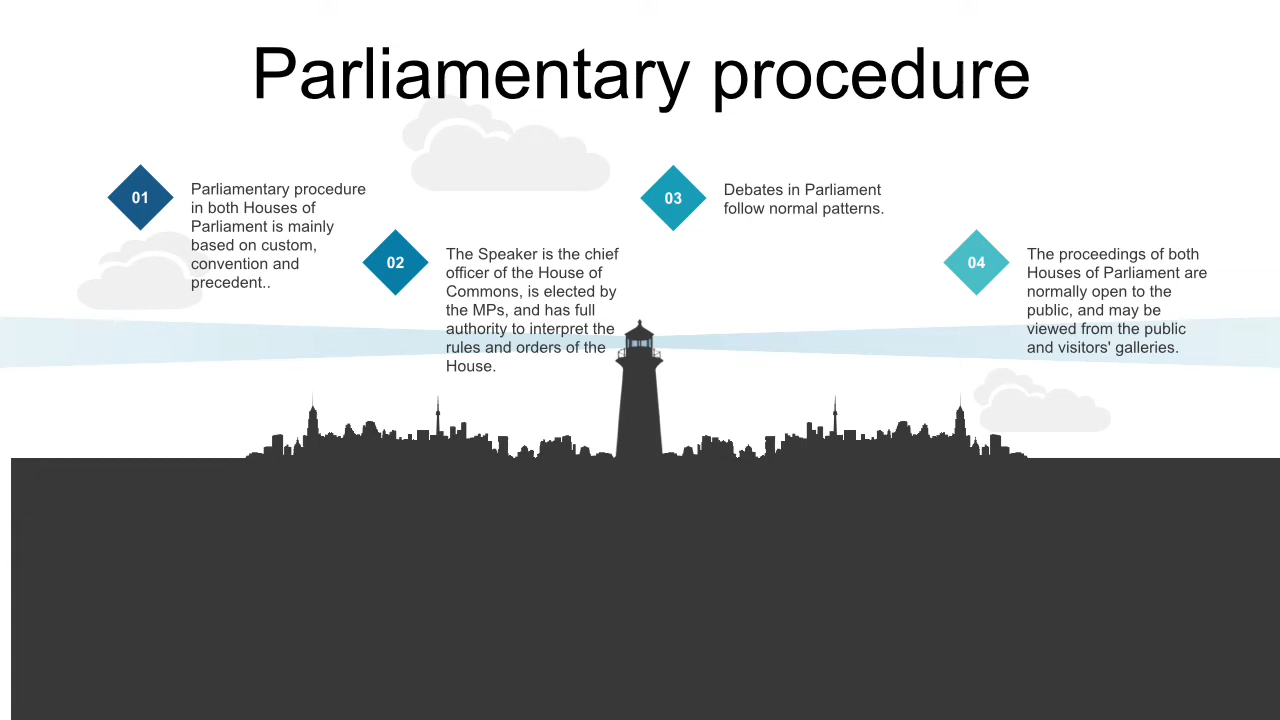 Parliamentary procedure
01
Parliamentary procedure
in both Houses of
Parliament is mainly
based on custom,
convention and
precedent..
02
The Speaker is the chief
officer of the House of
Commons, is elected by
the MPs, and has full
authority to interpret the
rules and orders of the
House.
03
Debates in Parliament
follow normal patterns.
04
The proceedings of both
Houses of Parliament are
normally open to the
public, and may be
viewed from the public
and visitors' galleries.